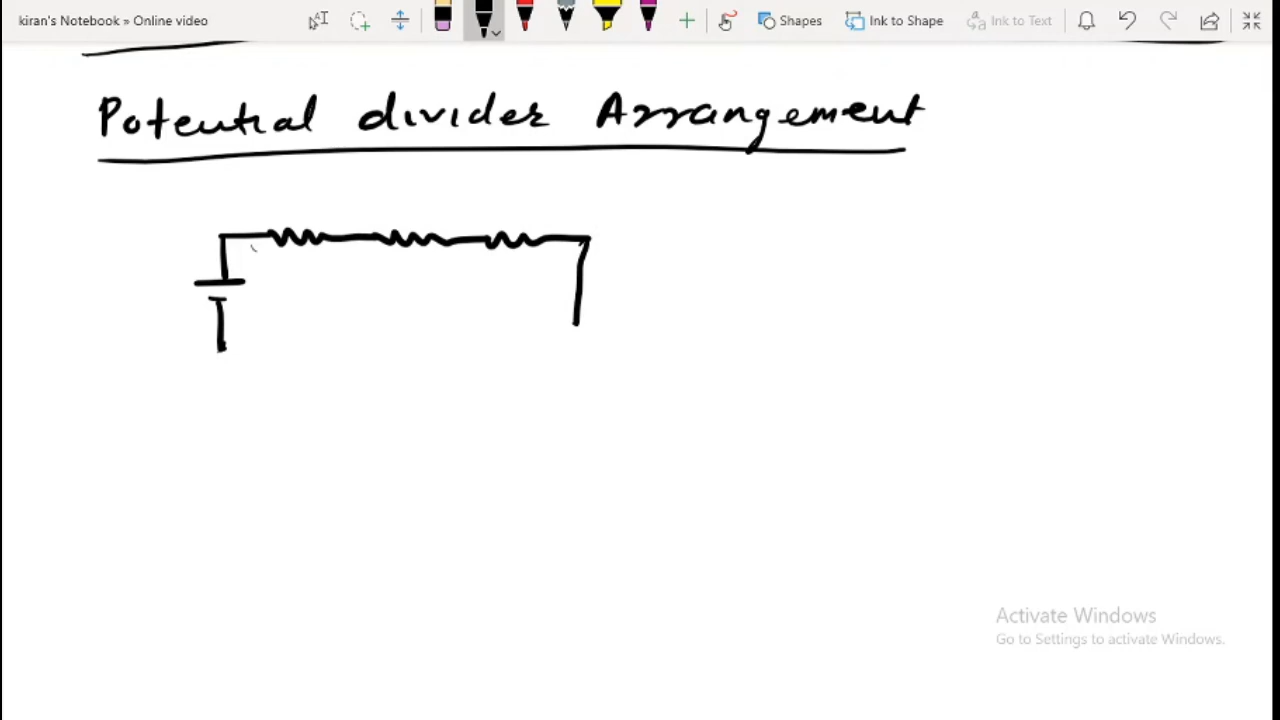 kiran's Notebook » Online video
Shapes
Ink to Shape
Ink to Text
Potential divider Arrangement
Activate Windows
Go to Settings to activate Windows.